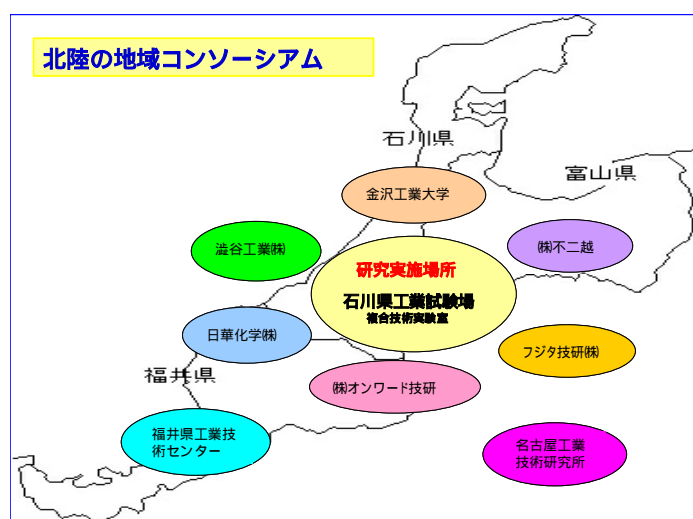 北陸の地域コンソーシアム
石川県
富山県
金沢工業大学
澁谷工業㈱
㈱不二越
研究実施場所
石川県工業試験場
複合技術実験室
日華化学㈱
フジタ技研㈱
福井県
㈱オンワード技研
福井県工業技
術センター
名古屋工業
技術研究所